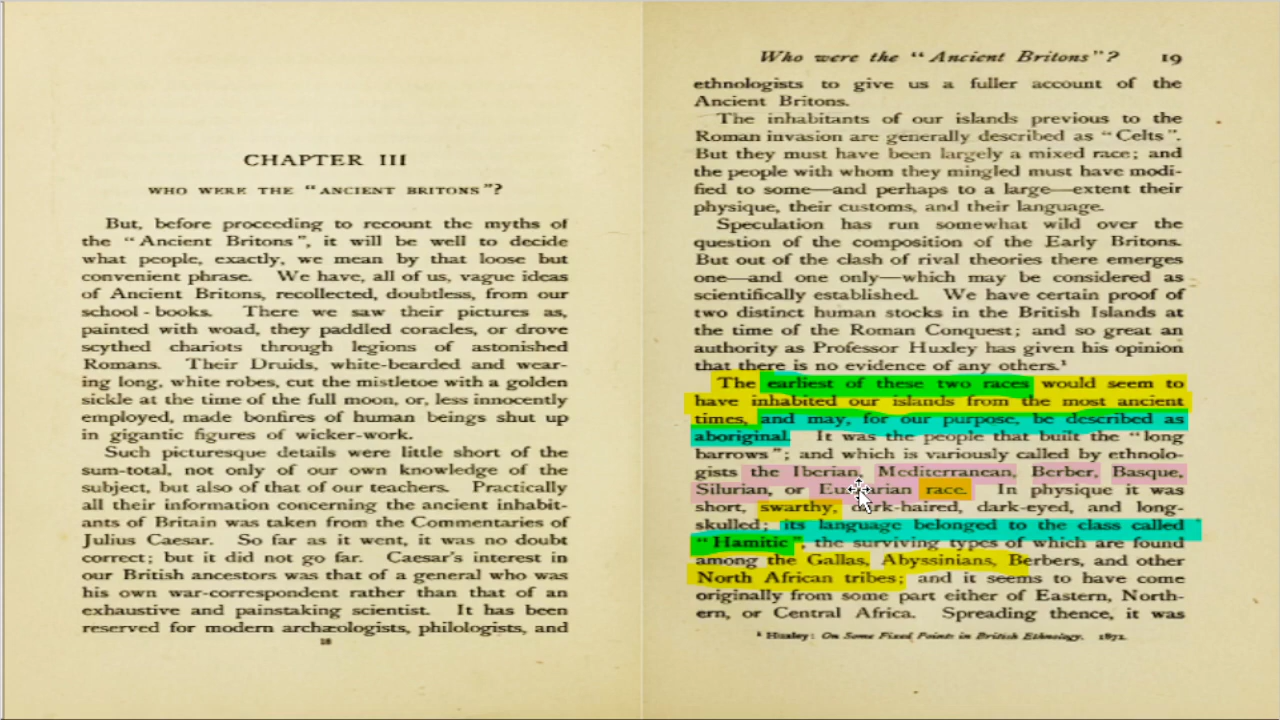 CHAPTER III
WHO WERE THE "ANCIENT BRITONS"?
But, before proceeding to recount the myths of
the "Ancient Britons", it will be well to decide
what people, exactly, we mean by that loose but
convenient phrase. We have, all of us, vague ideas
of Ancient Britons, recollected, doubtless, from our
school-books. There we saw their pictures as,
painted with woad, they paddled coracles, or drove
scythed chariots through legions of astonished
Romans. Their Druids, white-bearded and wear-
ing long, white robes, cut the mistletoe with a golden
sickle at the time of the full moon, or, less innocently
employed, made bonfires of human beings shut up
in gigantic figures of wicker-work.
Such picturesque details were little short of the
sum-total, not only of our own knowledge of the
subject, but also of that of our teachers. Practically
all their information concerning the ancient inhabit-
ants of Britain was taken from the Commentaries of
Julius Caesar. So far as it went, it was no doubt
correct; but it did not go far. Caesar's interest in
our British ancestors was that of a general who was
his own war-correspondent rather than that of an
exhaustive and painstaking scientist. It has been
reserved for modern archæologists, philologists, and
18
Who were the "Ancient Britons"? 19
ethnologists to give us a fuller account of the
Ancient Britons.
The inhabitants of our islands previous to the
Roman invasion are generally described as "Celts".
But they must have been largely a mixed race; and
the people with whom they mingled must have modi-
fied to some—and perhaps to a large—extent their
physique, their customs, and their language.
Speculation has run somewhat wild over the
question of the composition of the Early Britons.
But out of the clash of rival theories there emerges
one—and one only—which may be considered as
scientifically established. We have certain proof of
two distinct human stocks in the British Islands at
the time of the Roman Conquest; and so great an
authority as Professor Huxley has given his opinion
that there is no evidence of any others.¹
The earliest of these two races would seem to
have inhabited our islands from the most ancient
times, and may, for our purpose, be described as
aboriginal. It was the people that built the "long
barrows"; and which is variously called by ethnolo-
gists the Iberian, Mediterranean, Berber, Basque,
Silurian, or race. In physique it was
short, swarthy, dark-haired, dark-eyed, and long-
skulled; its language belonged to the class called
"Hamitic", the surviving types of which are found
among the Gallas, Abyssinians, Berbers, and other
North African tribes; and it seems to have come
originally from some part either of Eastern, North-
ern, or Central Africa. Spreading thence, it was
¹ Huxley: On Some Fixed Points in British Ethnology. 1871.